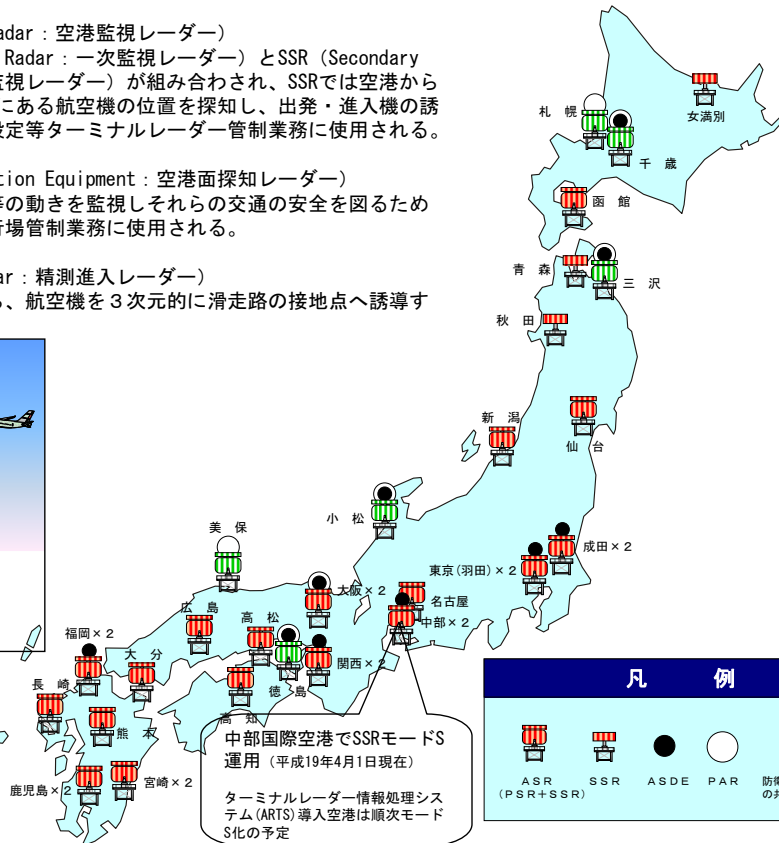 adar：空港監視レーダー）
Radar：一次監視レーダー）とSSR（Secondary
監視レーダー）が組み合わされ、SSRでは空港から
にある航空機の位置を探知し、出発・進入機の誘
設定等ターミナルレーダー管制業務に使用される。
tion Equipment：空港面探知レーダー）
等の動きを監視しそれらの交通の安全を図るため
行場管制業務に使用される。
ar：精測進入レーダー）
ら、航空機を３次元的に滑走路の接地点へ誘導す
女満別
札　幌
千　歳
函　館
青　森
三　沢
秋　田
新　潟
仙　台
小　松
美　保
成田×２
東京(羽田)×２
大阪×２
名古屋
中部×２
広　島
高　松
福岡×２
大　分
関西×２
徳　島
長　崎
高　知
熊　本
鹿児島×２
宮崎×２
中部国際空港でSSRモードS
運用（平成19年4月1日現在）
ターミナルレーダー情報処理シス
テム(ARTS)導入空港は順次モード
S化の予定
凡　例
ASR
(PSR+SSR)
SSR
ASDE
PAR
防衛
の共